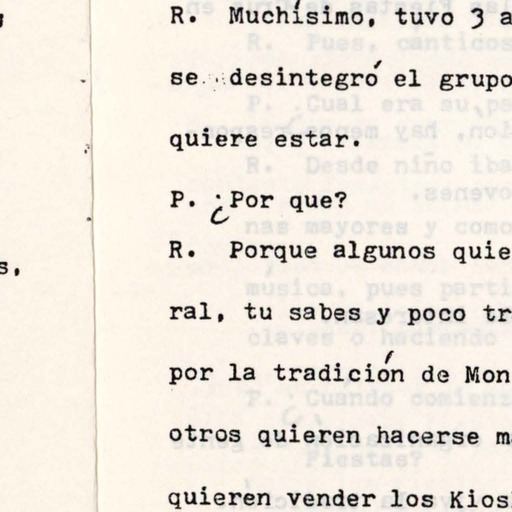 R. Muchísimo, tuvo 3 a
se desintegró el grupo
quiere estar.
P. ¿Por que?
R. Porque algunos quie
s,
ral, tu sabes y poco tr
por la tradición de Mon
otros quieren hacerse m
quieren vender los Kios